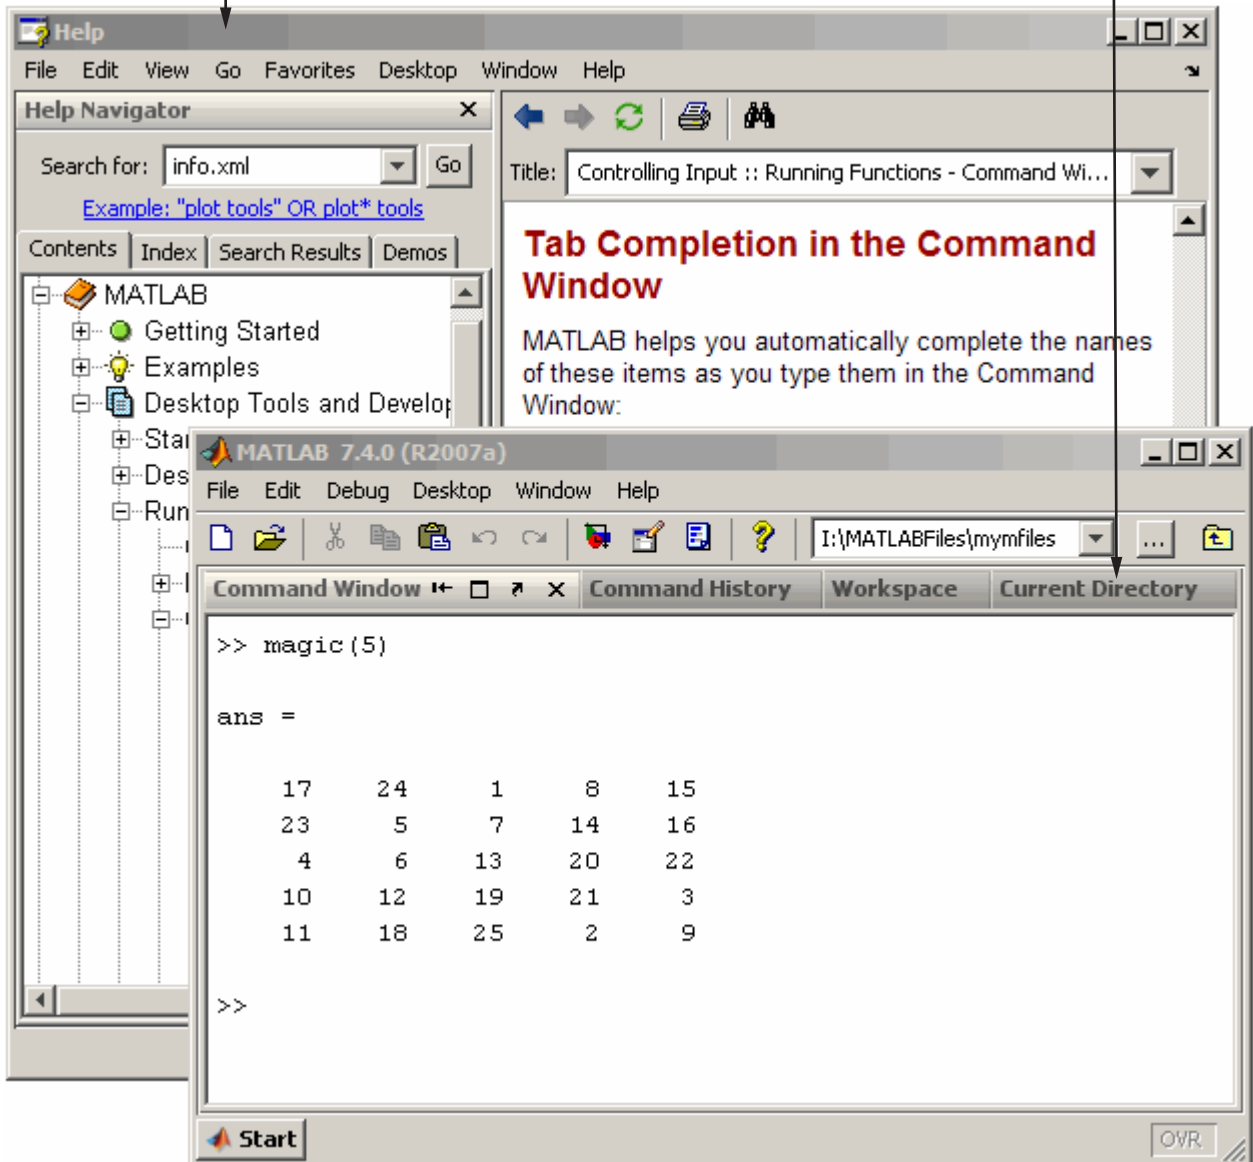 Help
File Edit View Go Favorites Desktop Window Help
Help Navigator
Search for: info.xml Go
Example: "plot tools" OR plot* tools
Contents Index Search Results Demos
MATLAB
Getting Started
Examples
Desktop Tools and
Title: Controlling Input :: Running Functions - Command Wi...
Tab Completion in the Command
Window
MATLAB helps you automatically complete the names
of these items as you type them in the Command
Window:
MATLAB 7.4.0 (R2007a)
File Edit Debug Desktop Window Help
I:\MATLABFiles\mymfiles ...
Command Window Command History Workspace Current Directory
>> magic(5)
ans =
17 24 1 8 15
23 5 7 14 16
4 6 13 20 22
10 12 19 21 3
11 18 25 2 9
>>
Start
OVR